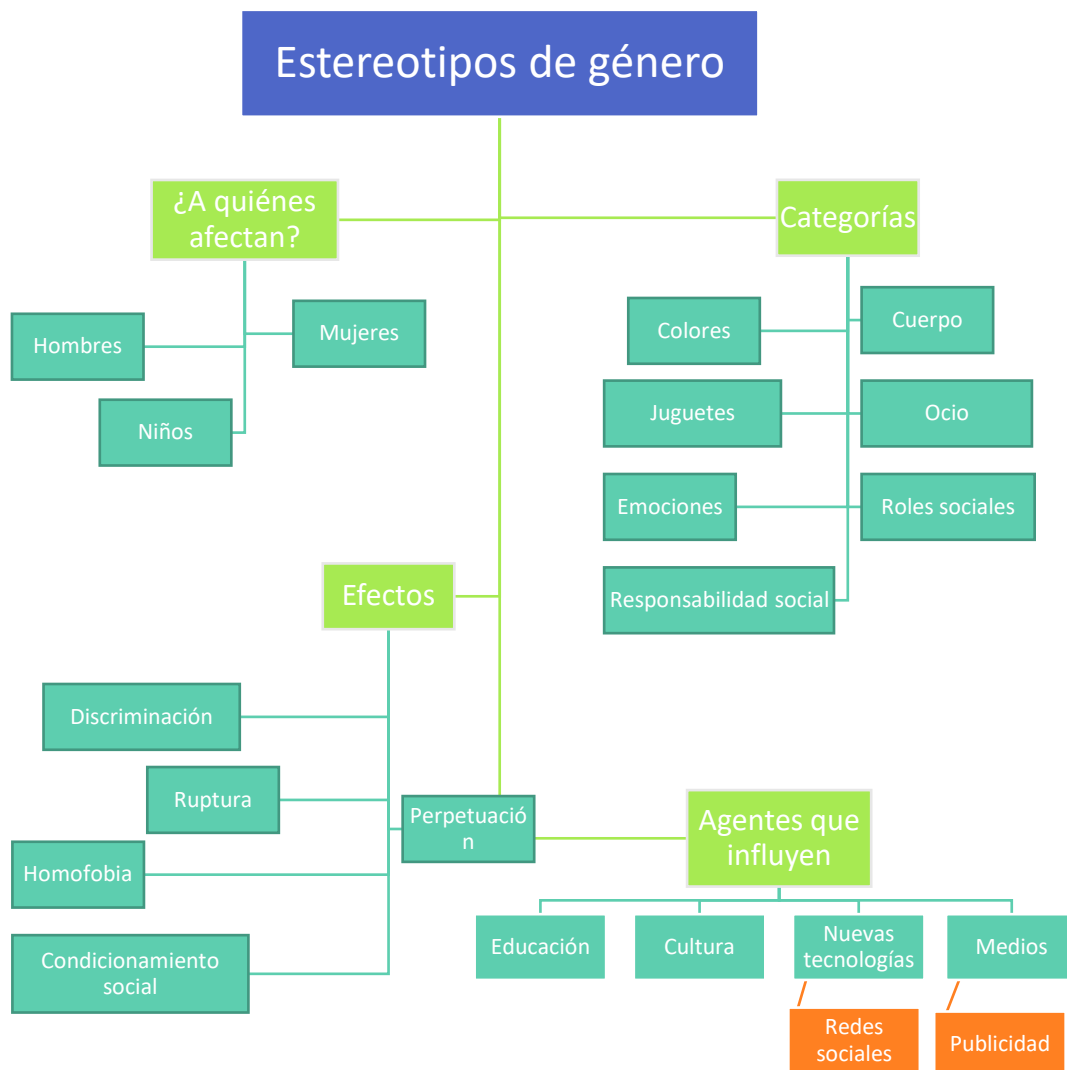 Estereotipos de género
¿A quiénes
afectan?
Categorías
Hombres
Mujeres
Niños
Colores
Cuerpo
Juguetes
Ocio
Emociones
Roles sociales
Responsabilidad social
Efectos
Discriminación
Ruptura
Perpetuació
n
Homofobia
Condicionamiento
social
Agentes que
influyen
Educación
Cultura
Nuevas
tecnologías
Medios
Redes
sociales
Publicidad